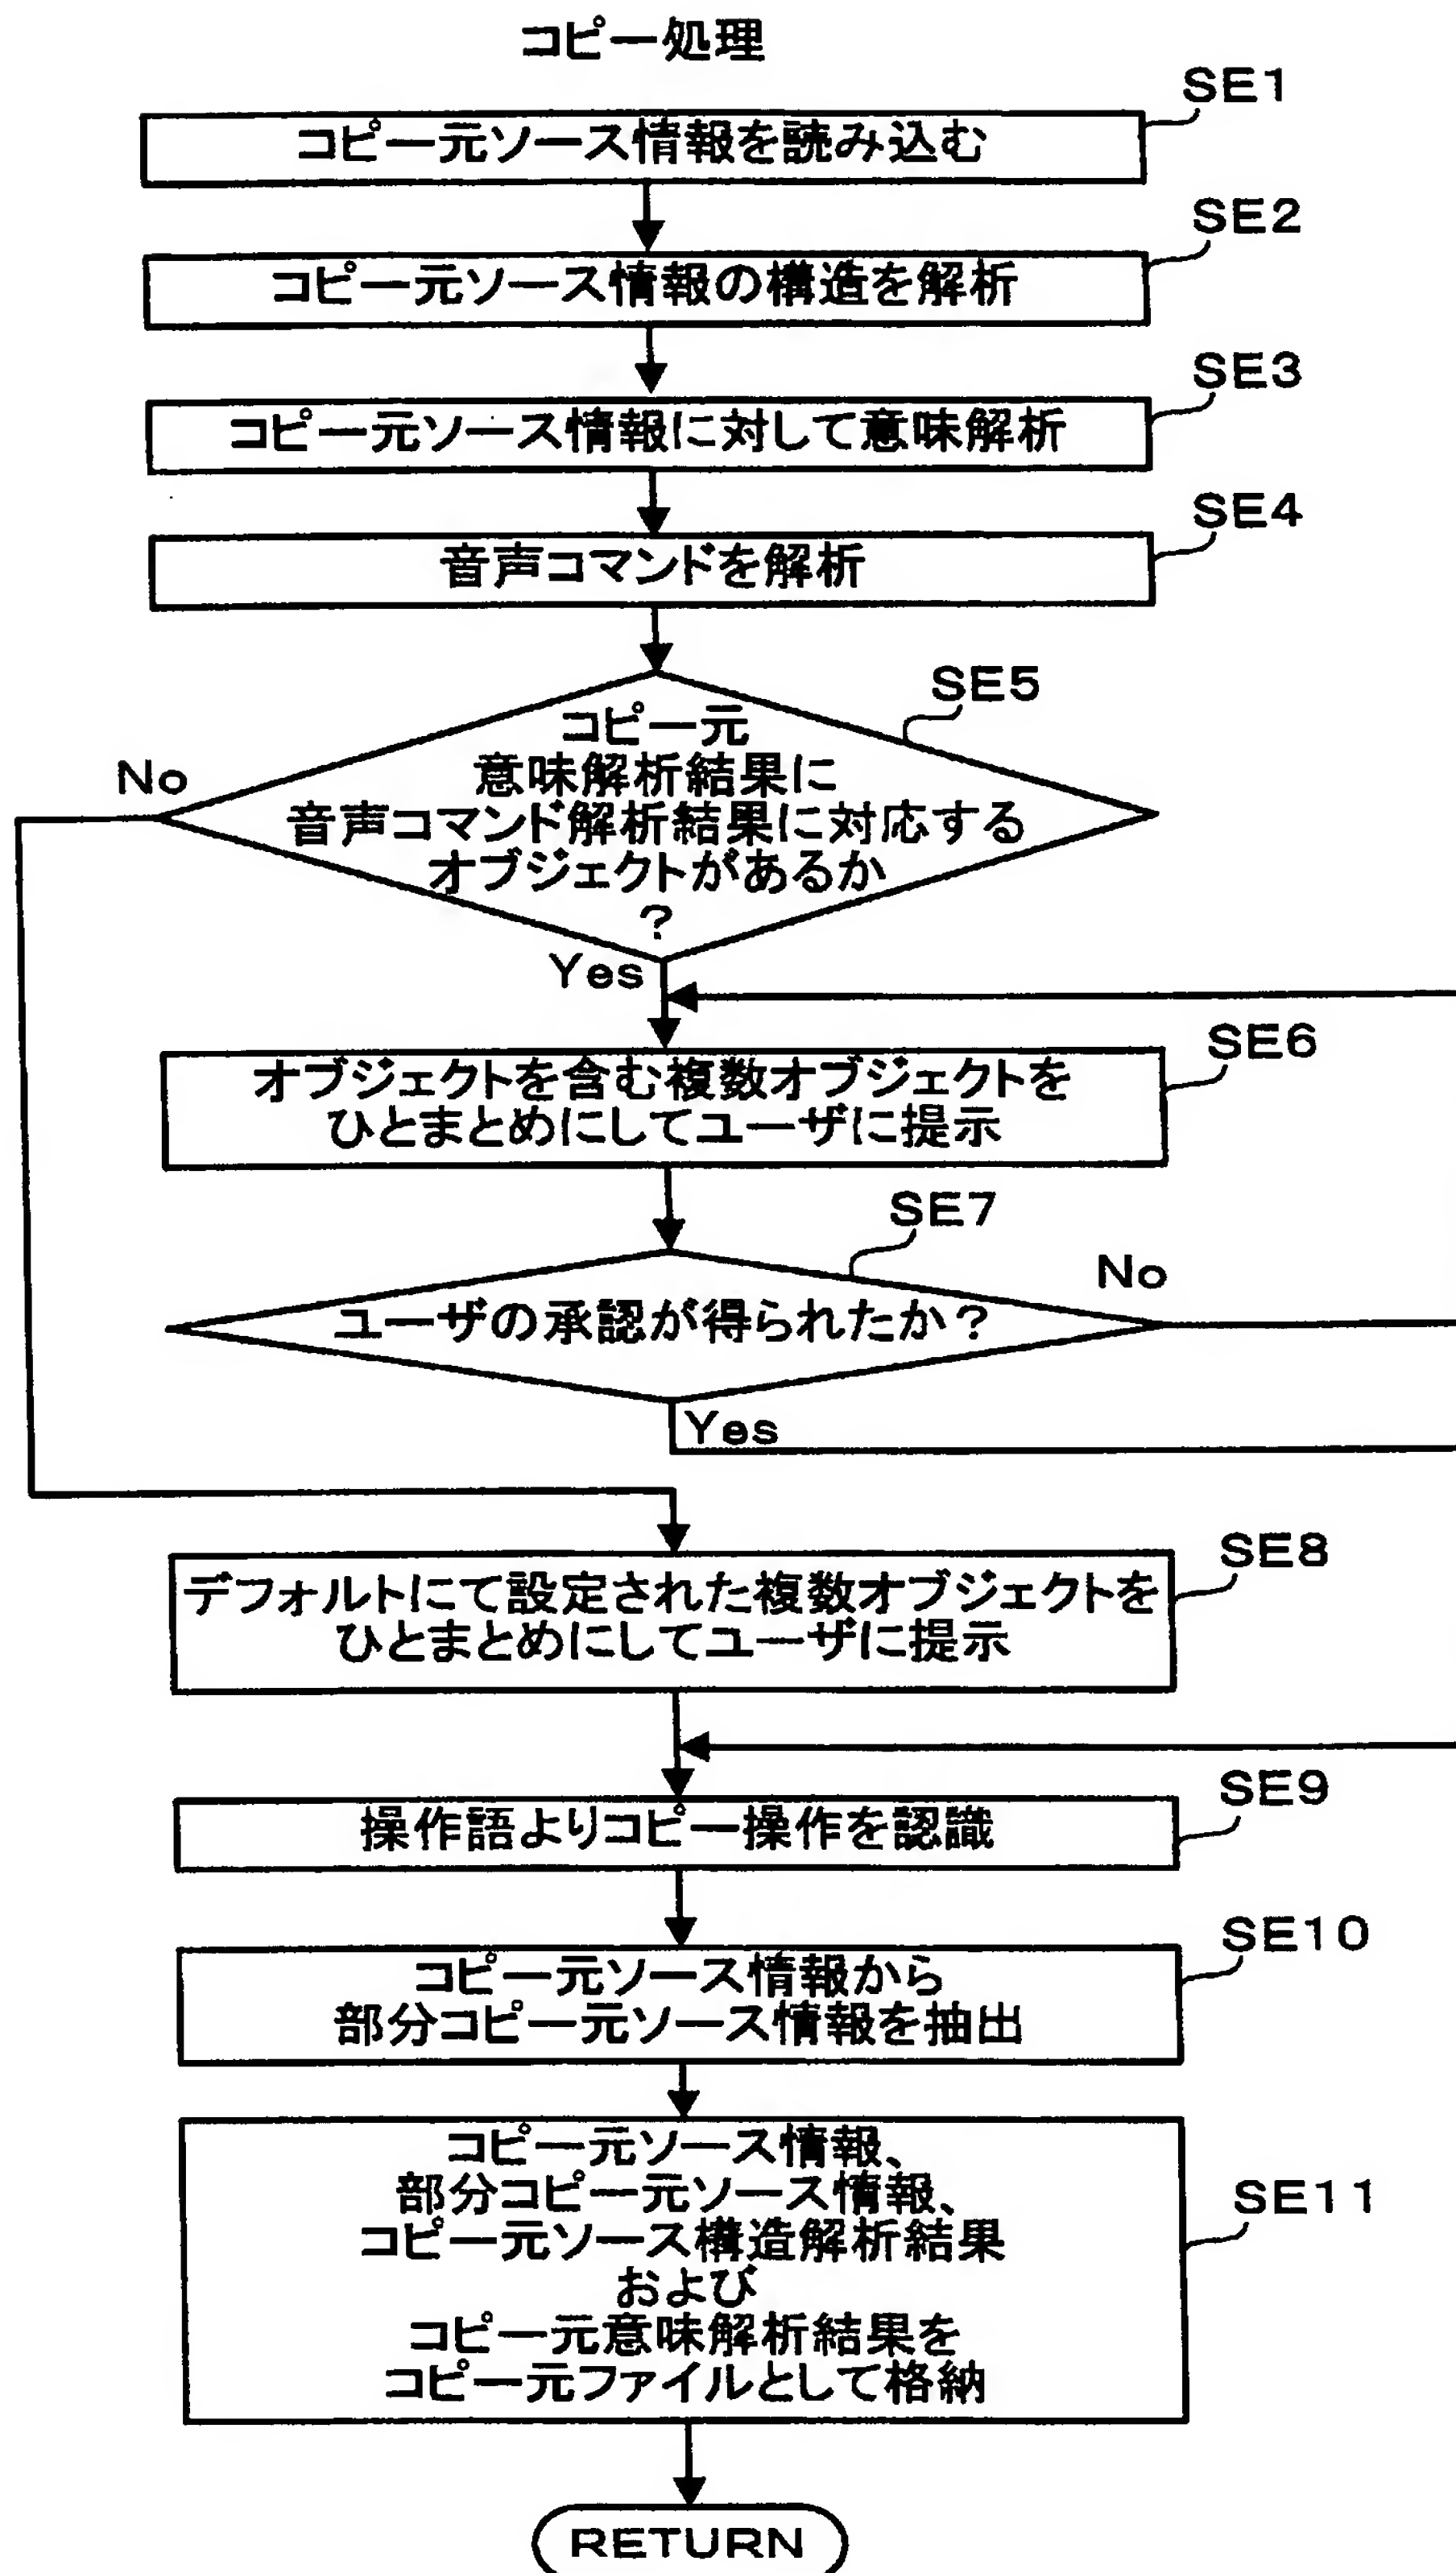 コピー処理
SE1
コピー元ソース情報を読み込む
SE2
コピー元ソース情報の構造を解析
SE3
コピー元ソース情報に対して意味解析
SE4
音声コマンドを解析
SE5
コピー元
意味解析結果に
音声コマンド解析結果に対応する
オブジェクトがあるか
?
No
Yes
SE6
オブジェクトを含む複数オブジェクトを
ひとまとめにしてユーザに提示
SE7
ユーザの承認が得られたか?
No
Yes
SE8
デフォルトにて設定された複数オブジェクトを
ひとまとめにしてユーザに提示
SE9
操作語よりコピー操作を認識
SE10
コピー元ソース情報から
部分コピー元ソース情報を抽出
SE11
コピー元ソース情報、
部分コピー元ソース情報、
コピー元ソース構造解析結果
および
コピー元意味解析結果を
コピー元ファイルとして格納
RETURN